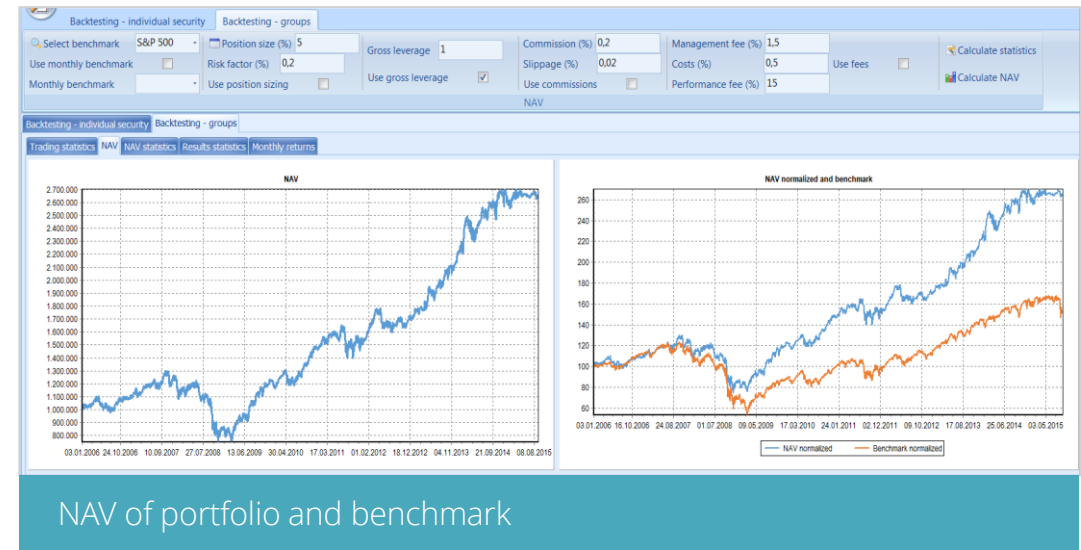 Backtesting - individual security Backtesting - groups
Select benchmark S&P 500 Position size (%) 5 Gross leverage 1 Commission (%) 0,2 Management fee (%) 1,5 Calculate statistics
Use monthly benchmark Risk factor (%) 0,2 Slippage (%) 0,02 Costs (%) 0,5 Use fees
Monthly benchmark Use position sizing Use gross leverage Use commissions Performance fee (%) 15 Calculate NAV
NAV
Backtesting - individual security Backtesting - groups
Trading statistics NAV NAV statistics Results statistics Monthly returns
NAV
2.700.000
2.600.000
2.500.000
2.400.000
2.300.000
2.200.000
2.100.000
2.000.000
1.900.000
1.800.000
1.700.000
1.600.000
1.500.000
1.400.000
1.300.000
1.200.000
1.100.000
1.000.000
900.000
800.000
03.01.2006 24.10.2006 10.09.2007 27.07.2008 13.06.2009 30.04.2010 17.03.2011 01.02.2012 18.12.2012 04.11.2013 21.09.2014 08.08.2015
NAV normalized and benchmark
260
240
220
200
180
160
140
120
100
80
60
03.01.2006 16.10.2006 24.08.2007 01.07.2008 09.05.2009 17.03.2010 24.01.2011 02.12.2011 09.10.2012 17.08.2013 25.06.2014 03.05.2015
NAV normalized Benchmark normalized
NAV of portfolio and benchmark